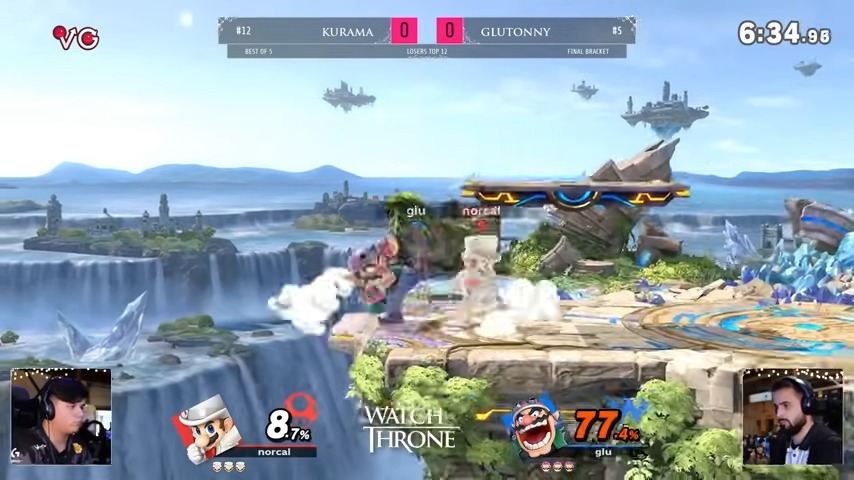 VG
#12 KURAMA 0 0 GLUTONNY #5
BEST OF 5 LOSERS TOP 12 FINAL BRACKET
6:34.98
glu norcal
8.7%
norcal
WATCH
THE
THRONE
77.4%
glu